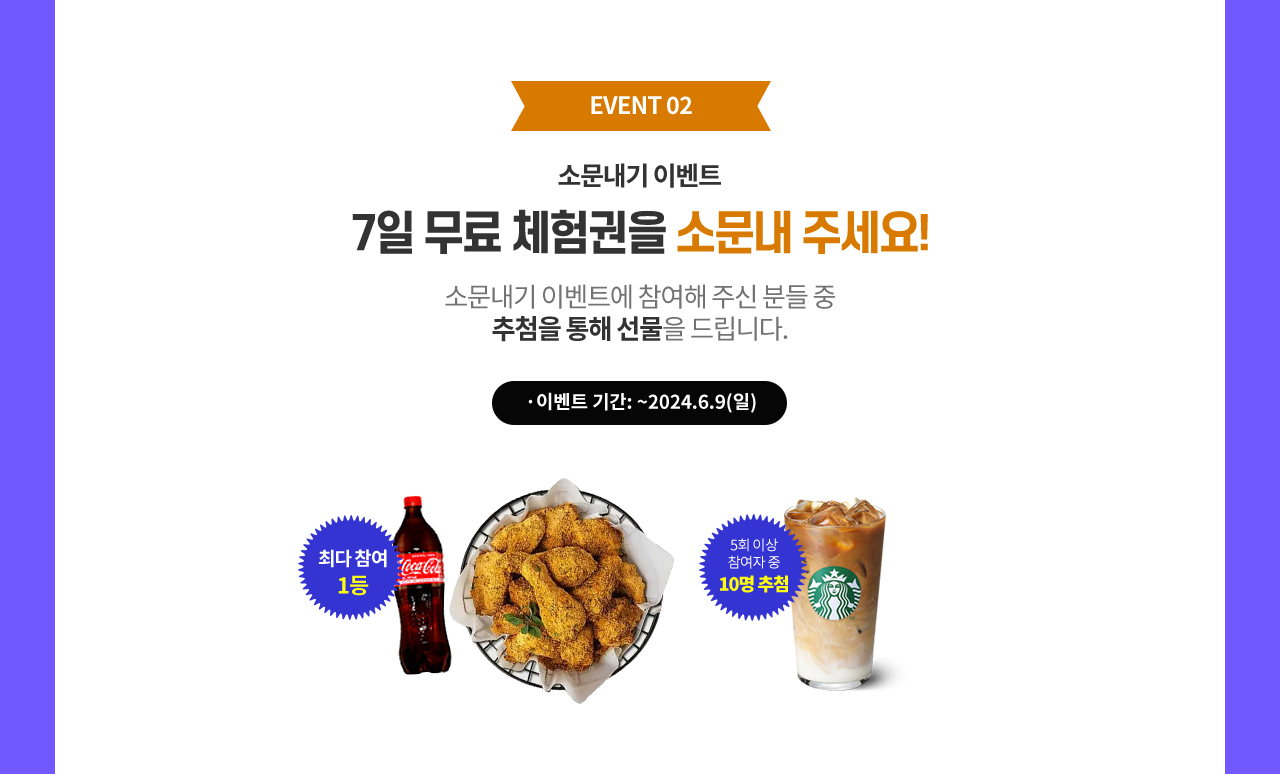 EVENT 02
소문내기 이벤트
7일 무료 체험권을 소문내 주세요!
소문내기 이벤트에 참여해 주신 분들 중
추첨을 통해 선물을 드립니다.
· 이벤트 기간: ~2024.6.9(일)
최다 참여
1등
Coca-Cola
5회 이상
참여자 중
10명 추첨